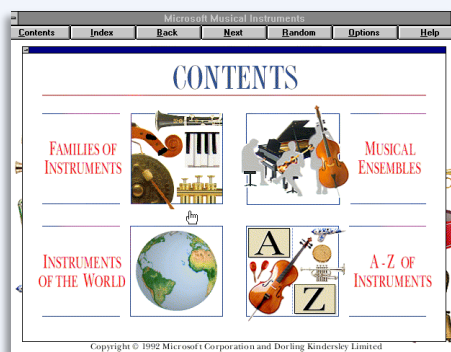 Microsoft Musical Instruments
Contents Index Back Next Random Options Help
CONTENTS
FAMILIES OF
INSTRUMENTS
MUSICAL
ENSEMBLES
INSTRUMENTS
OF THE WORLD
A
Z
A-Z OF
INSTRUMENTS
Copyright © 1992 Microsoft Corporation and Dorling Kindersley Limited